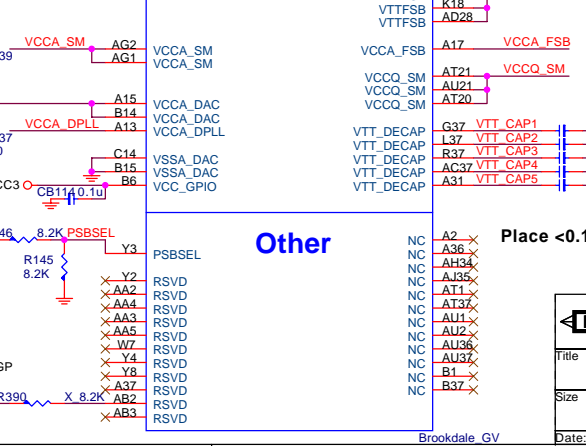 VTTFSB K18
VTTFSB AD28
VCCA_SM AG2 VCCA_SM VCCA_FSB A17 VCCA_FSB
39 AG1 VCCA_SM
VCCQ_SM AT21 VCCQ_SM
VCCQ_SM AU21
VCCQ_SM AT20
A15 VCCA_DAC
B14 VCCA_DAC
VCCA_DPLL A13 VCCA_DPLL
37
VTT_DECAP G37 VTT_CAP1
VTT_DECAP L37 VTT_CAP2
VTT_DECAP R37 VTT_CAP3
VTT_DECAP AC37 VTT_CAP4
VTT_DECAP A31 VTT_CAP5
C14 VSSA_DAC
B15 VSSA_DAC
CC3 B6 VCC_GPIO
CB114 0.1u
Other
46 8.2K PSBSEL Y3 PSBSEL
R145
8.2K
Y2 RSVD
AA2 RSVD
AA4 RSVD
AA3 RSVD
AA5 RSVD
W7 RSVD
Y4 RSVD
Y8 RSVD
A37 RSVD
R390 X_8.2K AB2 RSVD
AB3 RSVD
GP
NC A2
NC A36
NC AH34
NC AJ35
NC AT1
NC AT37
NC AU1
NC AU2
NC AU36
NC AU37
NC B1
NC B37
Place <0.1
Brookdale_GV
Title
Size
Date: